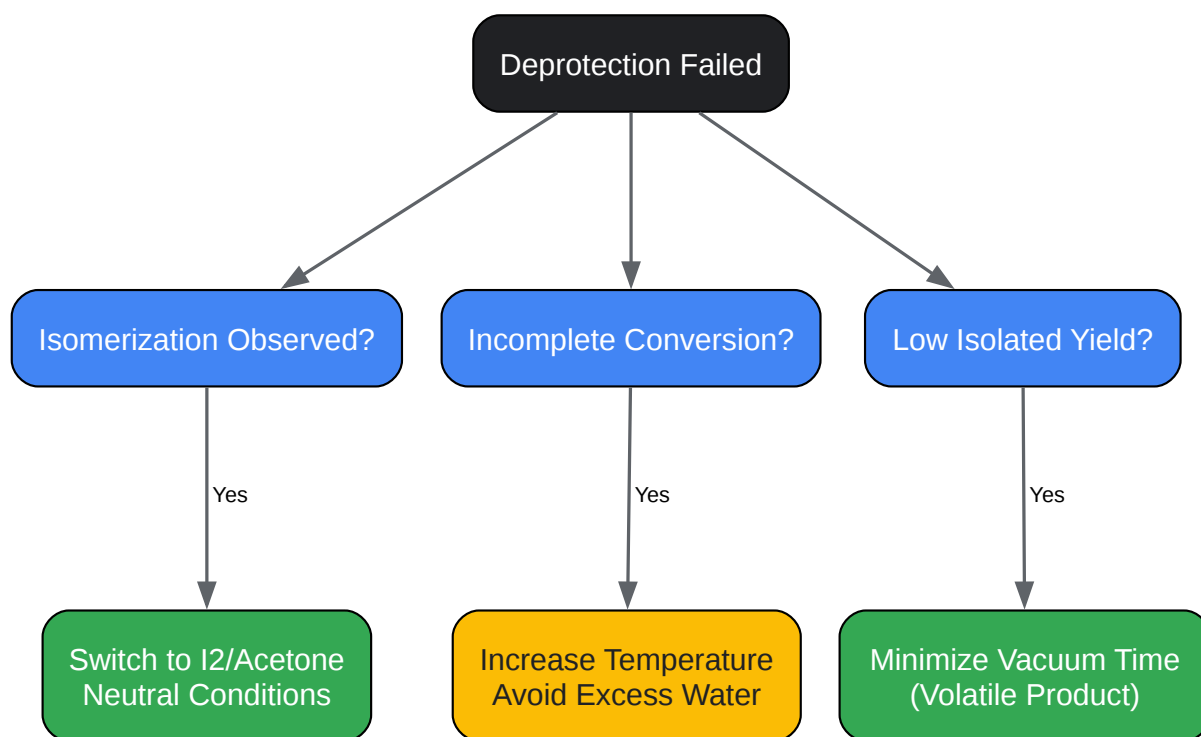 Deprotection Failed
Isomerization Observed?
Incomplete Conversion?
Low Isolated Yield?
Yes
Yes
Yes
Switch to I2/Acetone
Neutral Conditions
Increase Temperature
Avoid Excess Water
Minimize Vacuum Time
(Volatile Product)